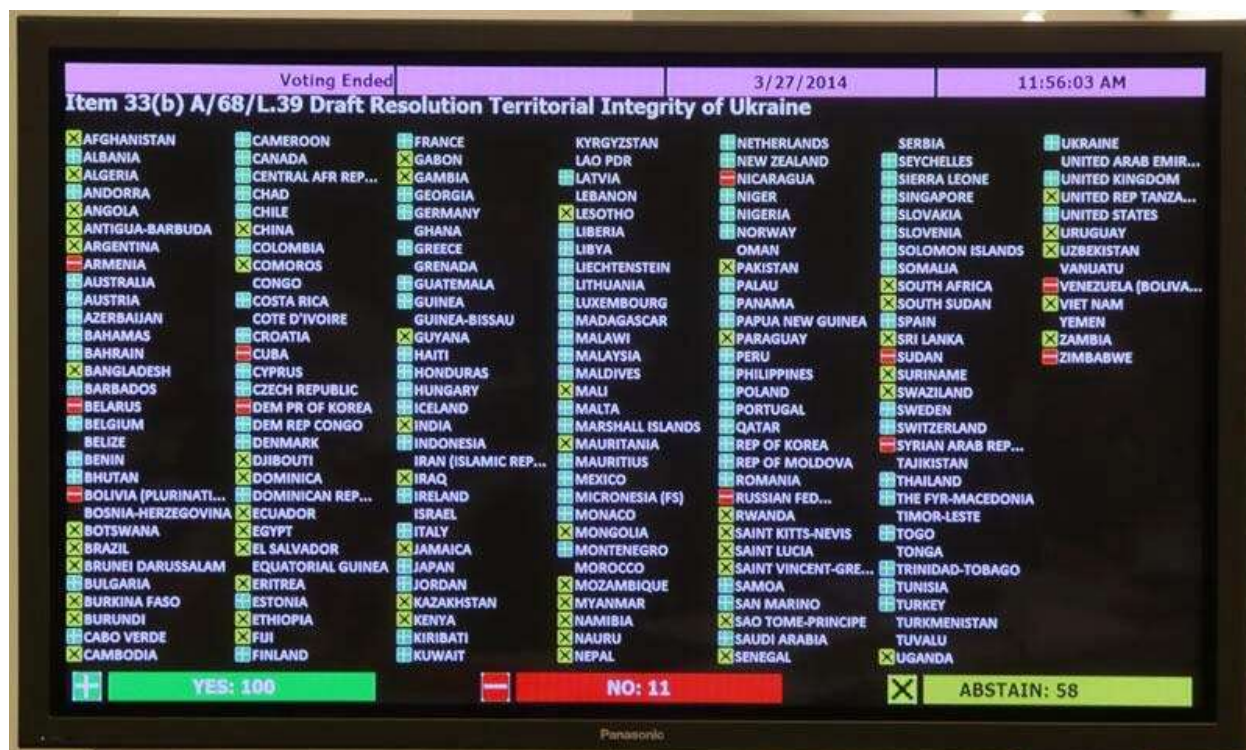 Voting Ended 3/27/2014 11:56:03 AM
Item 33(b) A/68/L.39 Draft Resolution Territorial Integrity of Ukraine
AFGHANISTAN
ALBANIA
ALGERIA
ANDORRA
ANGOLA
ANTIGUA-BARBUDA
ARGENTINA
ARMENIA
AUSTRALIA
AUSTRIA
AZERBAIJAN
BAHAMAS
BAHRAIN
BANGLADESH
BARBADOS
BELARUS
BELGIUM
BELIZE
BENIN
BHUTAN
BOLIVIA (PLURINATI...
BOSNIA-HERZEGOVINA
BOTSWANA
BRAZIL
BRUNEI DARUSSALAM
BULGARIA
BURKINA FASO
BURUNDI
CABO VERDE
CAMBODIA
CAMEROON
CANADA
CENTRAL AFR REP...
CHAD
CHILE
CHINA
COLOMBIA
COMOROS
CONGO
COSTA RICA
COTE D'IVOIRE
CROATIA
CUBA
CYPRUS
CZECH REPUBLIC
DEM PR OF KOREA
DEM REP CONGO
DENMARK
DJIBOUTI
DOMINICA
DOMINICAN REP...
ECUADOR
EGYPT
EL SALVADOR
EQUATORIAL GUINEA
ERITREA
ESTONIA
ETHIOPIA
FIJI
FINLAND
FRANCE
GABON
GAMBIA
GEORGIA
GERMANY
GHANA
GREECE
GRENADA
GUATEMALA
GUINEA
GUINEA-BISSAU
GUYANA
HAITI
HONDURAS
HUNGARY
ICELAND
INDIA
INDONESIA
IRAN (ISLAMIC REP...
IRAQ
IRELAND
ISRAEL
ITALY
JAMAICA
JAPAN
JORDAN
KAZAKHSTAN
KENYA
KIRIBATI
KUWAIT
KYRGYZSTAN
LAO PDR
LATVIA
LEBANON
LESOTHO
LIBERIA
LIBYA
LIECHTENSTEIN
LITHUANIA
LUXEMBOURG
MADAGASCAR
MALAWI
MALAYSIA
MALDIVES
MALI
MALTA
MARSHALL ISLANDS
MAURITANIA
MAURITIUS
MEXICO
MICRONESIA (FS)
MONACO
MONGOLIA
MONTENEGRO
MOROCCO
MOZAMBIQUE
MYANMAR
NAMIBIA
NAURU
NEPAL
NETHERLANDS
NEW ZEALAND
NICARAGUA
NIGER
NIGERIA
NORWAY
OMAN
PAKISTAN
PALAU
PANAMA
PAPUA NEW GUINEA
PARAGUAY
PERU
PHILIPPINES
POLAND
PORTUGAL
QATAR
REP OF KOREA
REP OF MOLDOVA
ROMANIA
RUSSIAN FED...
RWANDA
SAINT KITTS-NEVIS
SAINT LUCIA
SAINT VINCENT-GRE...
SAMOA
SAN MARINO
SAO TOME-PRINCIPE
SAUDI ARABIA
SENEGAL
SERBIA
SEYCHELLES
SIERRA LEONE
SINGAPORE
SLOVAKIA
SLOVENIA
SOLOMON ISLANDS
SOMALIA
SOUTH AFRICA
SOUTH SUDAN
SPAIN
SRI LANKA
SUDAN
SURINAME
SWAZILAND
SWEDEN
SWITZERLAND
SYRIAN ARAB REP...
TAJIKISTAN
THAILAND
THE FYR-MACEDONIA
TIMOR-LESTE
TOGO
TONGA
TRINIDAD-TOBAGO
TUNISIA
TURKEY
TURKMENISTAN
TUVALU
UGANDA
UKRAINE
UNITED ARAB EMIR...
UNITED KINGDOM
UNITED REP TANZA...
UNITED STATES
URUGUAY
UZBEKISTAN
VANUATU
VENEZUELA (BOLIVA...
VIET NAM
YEMEN
ZAMBIA
ZIMBABWE
YES: 100 NO: 11 ABSTAIN: 58
Panasonic